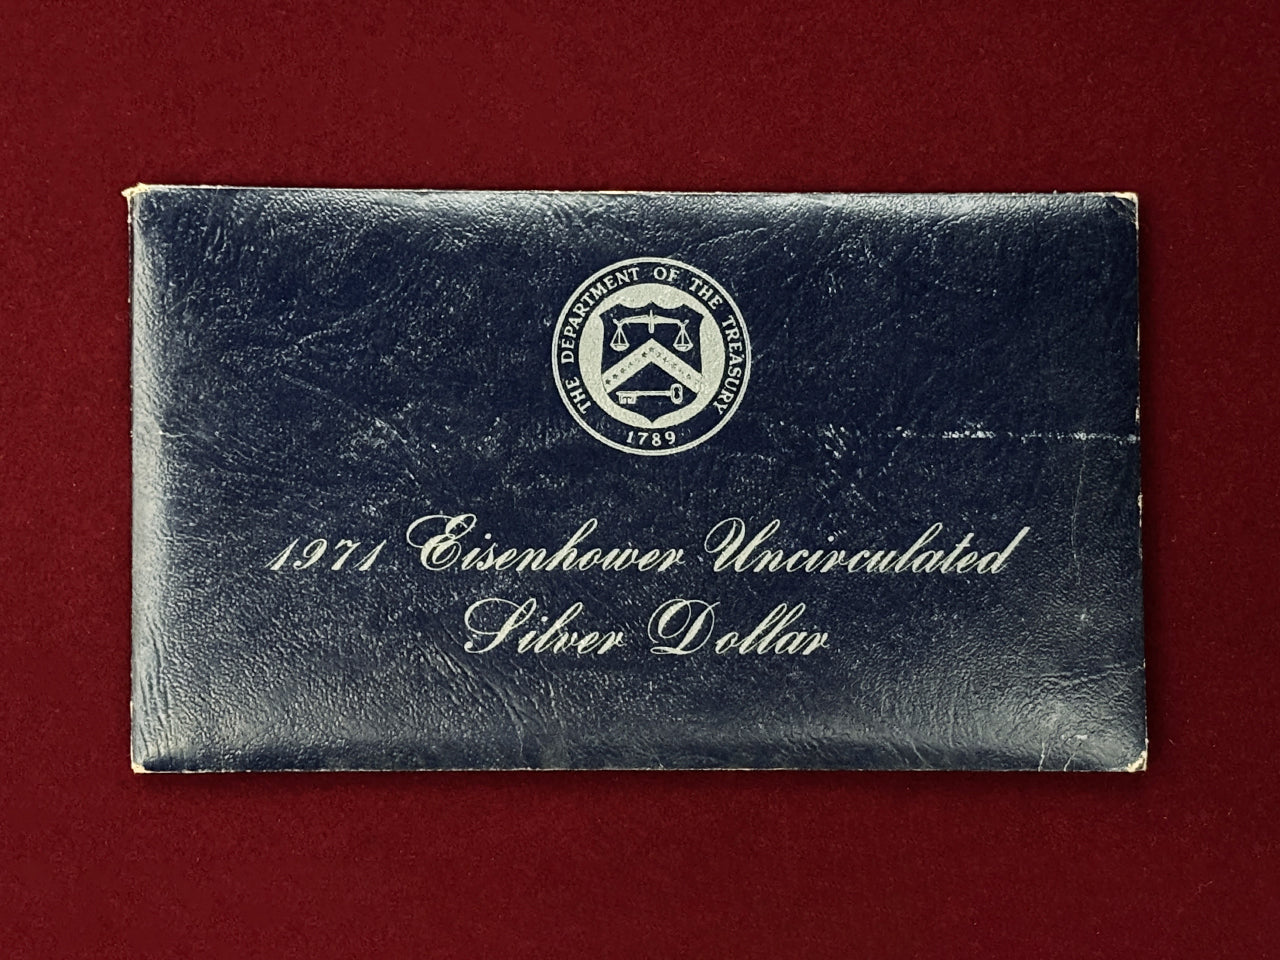 THE DEPARTMENT OF THE TREASURY
1789
1971 Eisenhower Uncirculated
Silver Dollar